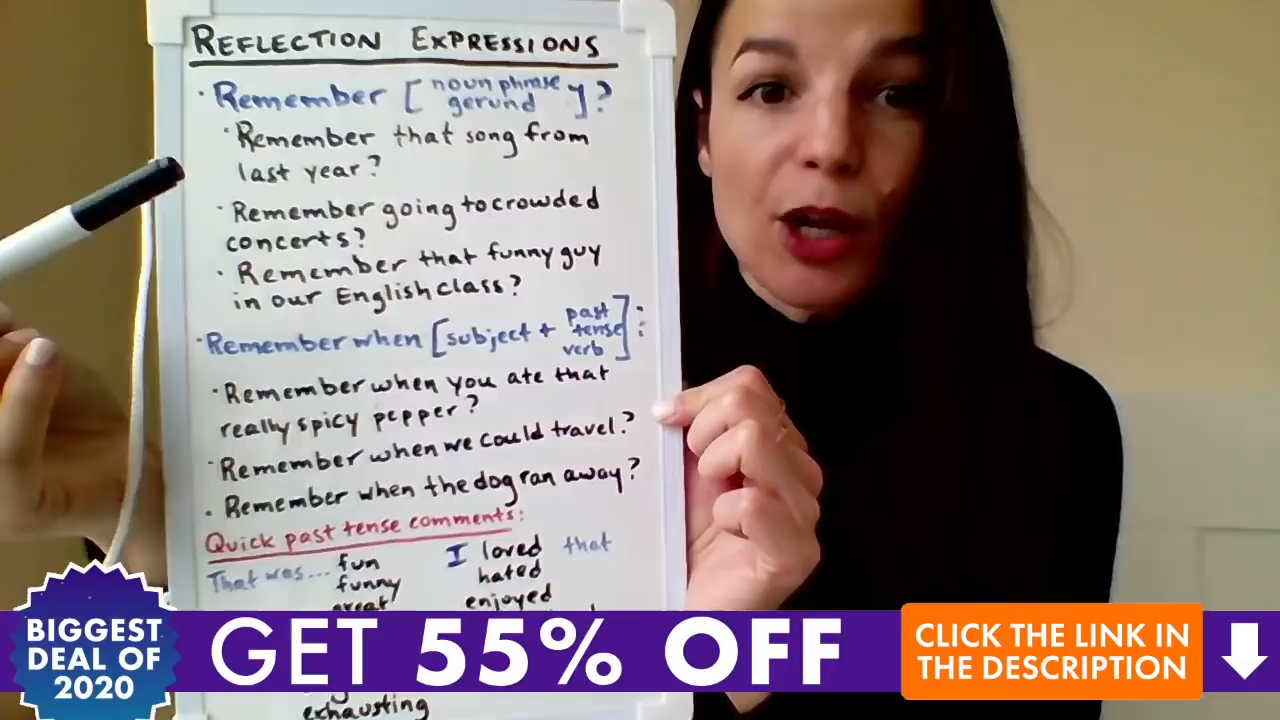 REFLECTION EXPRESSIONS
· Remember [ noun phrase
gerund ]?
· Remember that song from
last year?
· Remember going to crowded
concerts?
· Remember that funny guy
in our English class?
· Remember when [subject + past
tense
verb ]:
· Remember when you ate that
really spicy pepper?
· Remember when we could travel?
· Remember when the dog ran away?
Quick past tense comments:
That was... fun
funny
great
I loved that
hated
enjoyed
exhausting
BIGGEST
DEAL OF
2020
GET 55% OFF
CLICK THE LINK IN
THE DESCRIPTION